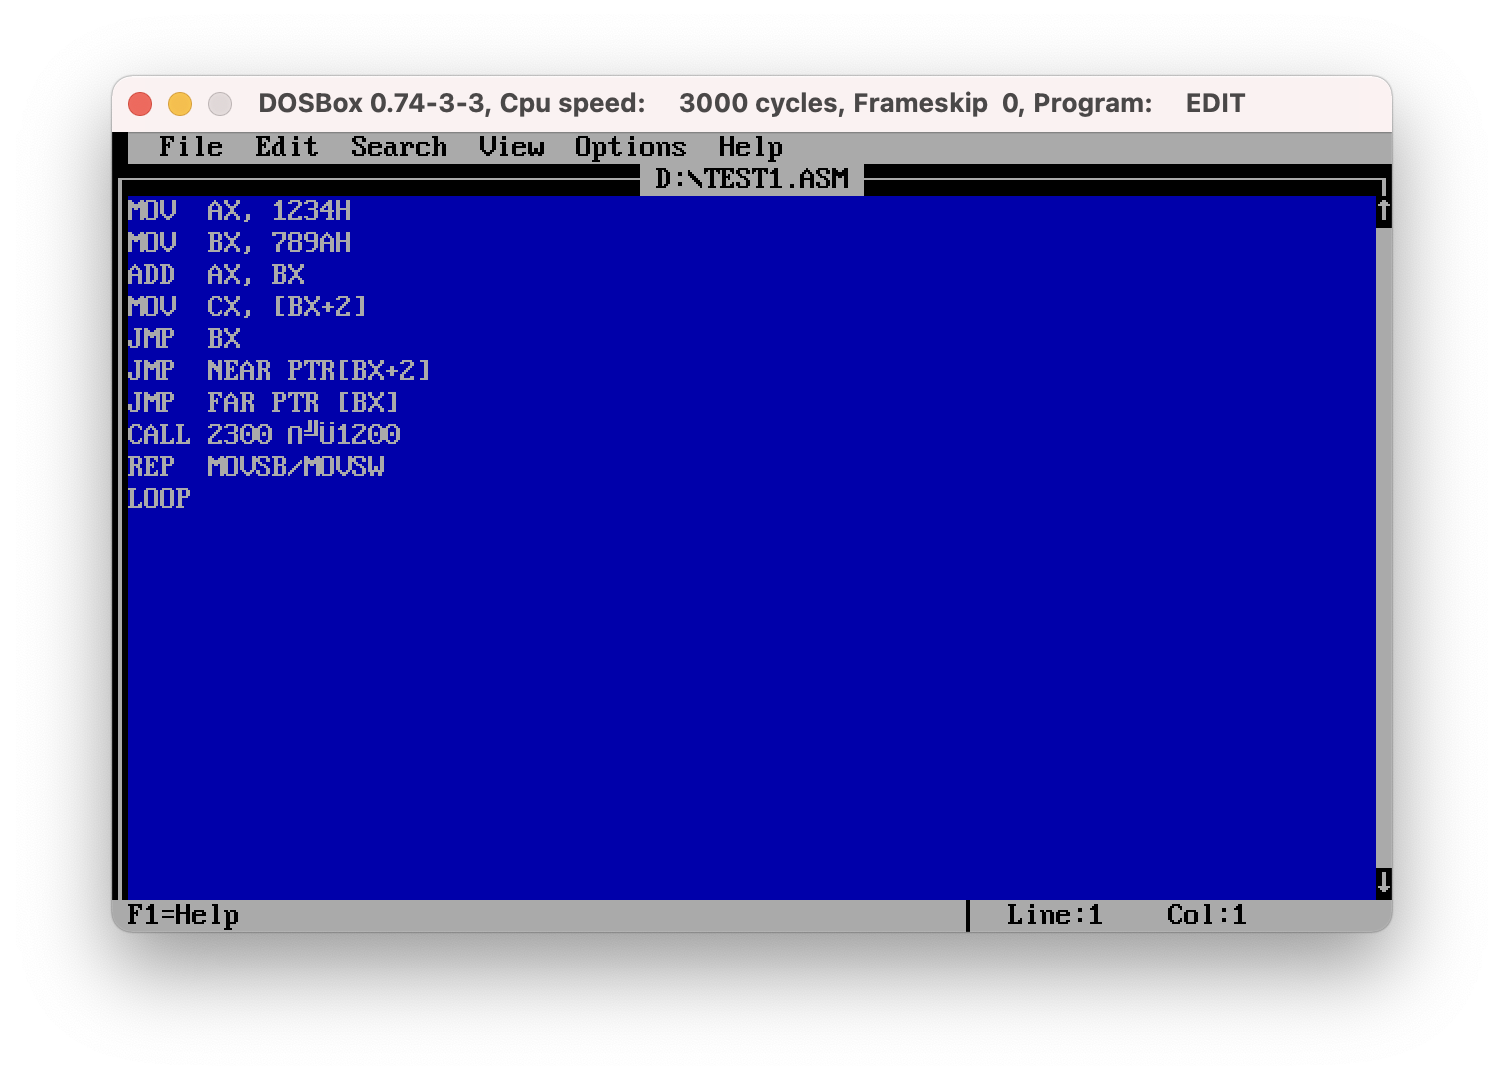 DOSBox 0.74-3-3, Cpu speed: 3000 cycles, Frameskip 0, Program: EDIT
File Edit Search View Options Help
D:\TEST1.ASM
MOV AX, 1234H
MOV BX, 789AH
ADD AX, BX
MOV CX, [BX+2]
JMP BX
JMP NEAR PTR[BX+2]
JMP FAR PTR [BX]
CALL 2300 ∩╝Ü1200
REP MOVSB/MOVSW
LOOP
F1=Help Line:1 Col:1